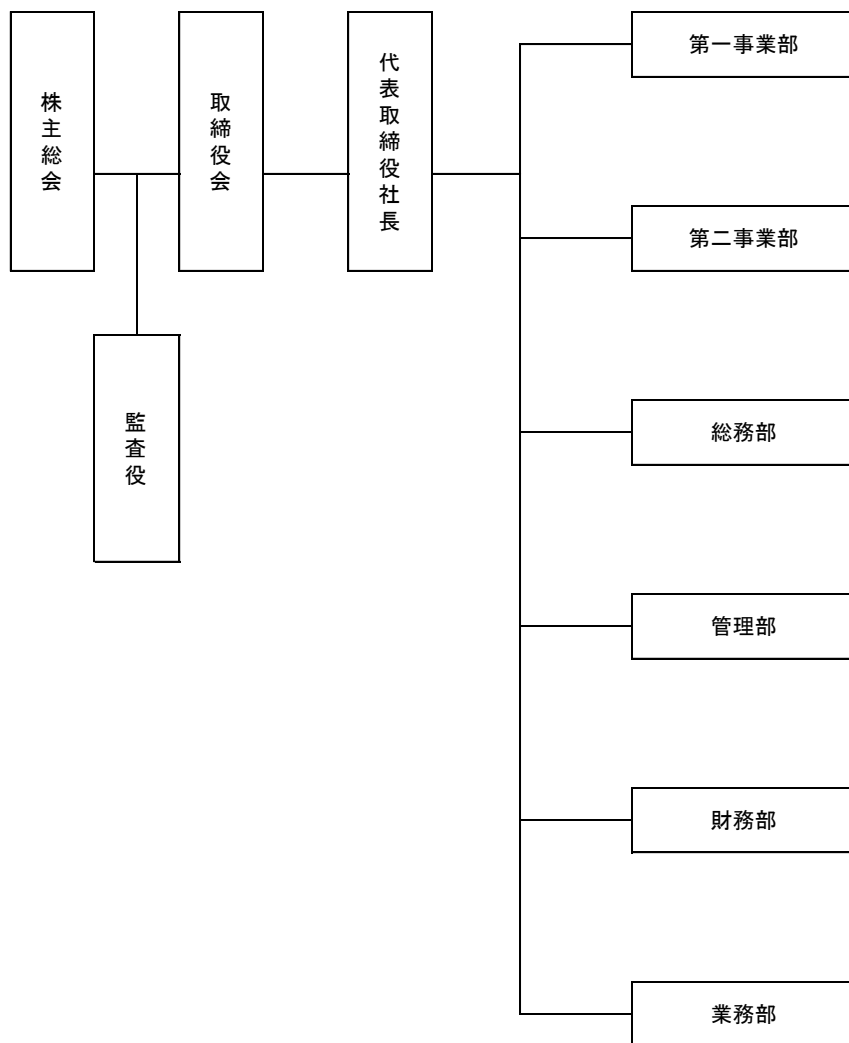 株主総会
取締役会
代表取締役社長
監査役
第一事業部
第二事業部
総務部
管理部
財務部
業務部